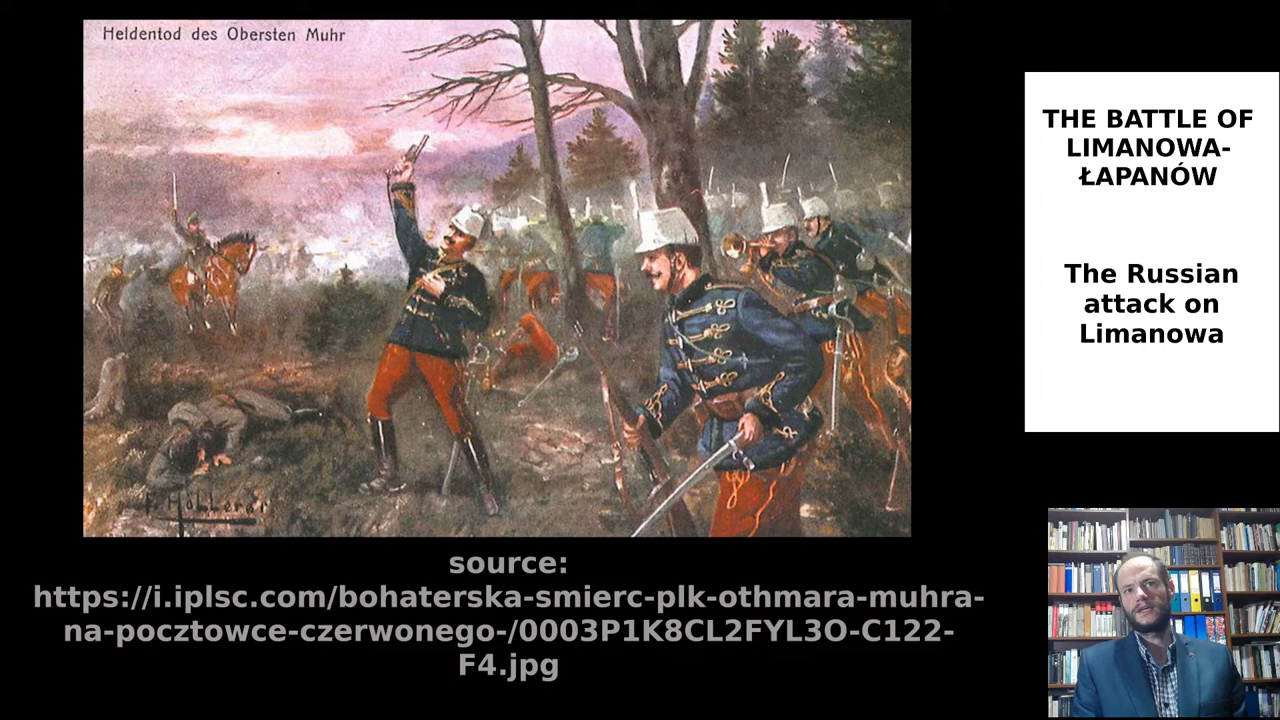 Heldentod des Obersten Muhr
THE BATTLE OF
LIMANOWA-
ŁAPANÓW
The Russian
attack on
Limanowa
source:
https://i.iplsc.com/bohaterska-smierc-plk-othmara-muhra-
na-pocztowce-czerwonego-/0003P1K8CL2FYL3O-C122-
F4.jpg